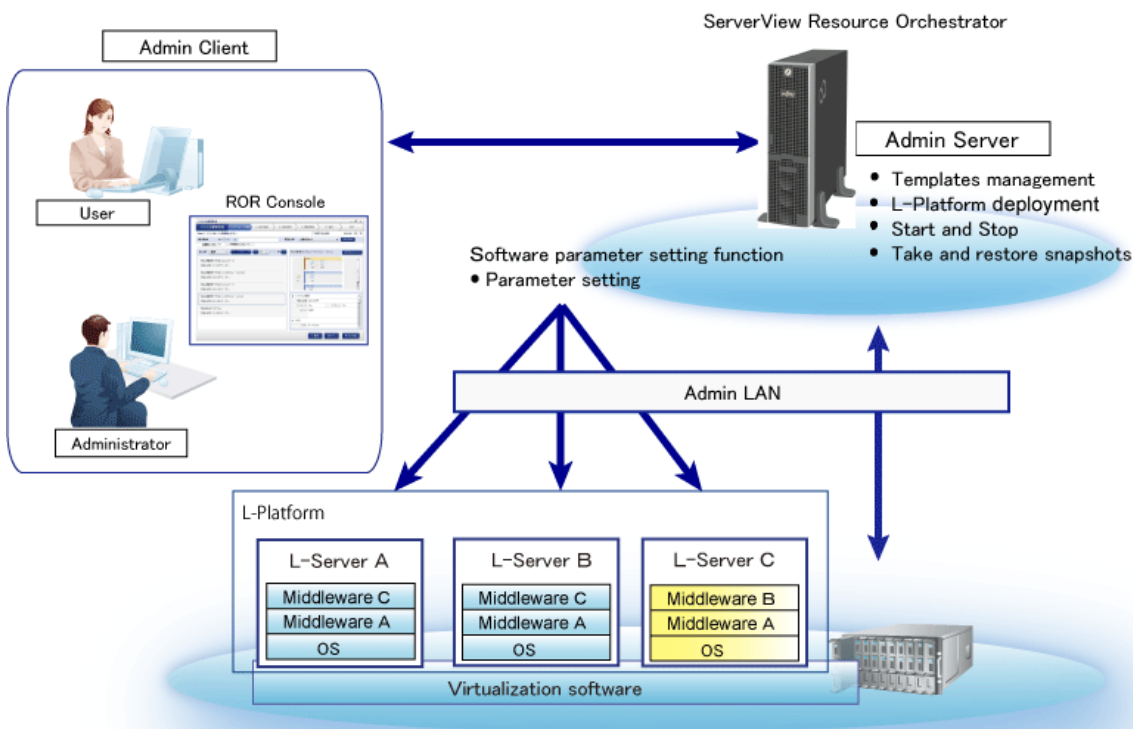 ServerView Resource Orchestrator
Admin Client
Admin Server
• Templates management
• L-Platform deployment
• Start and Stop
• Take and restore snapshots
User
ROR Console
Software parameter setting function
• Parameter setting
Administrator
Admin LAN
L-Platform
L-Server A
Middleware C
Middleware A
OS
L-Server B
Middleware C
Middleware A
OS
L-Server C
Middleware B
Middleware A
OS
Virtualization software